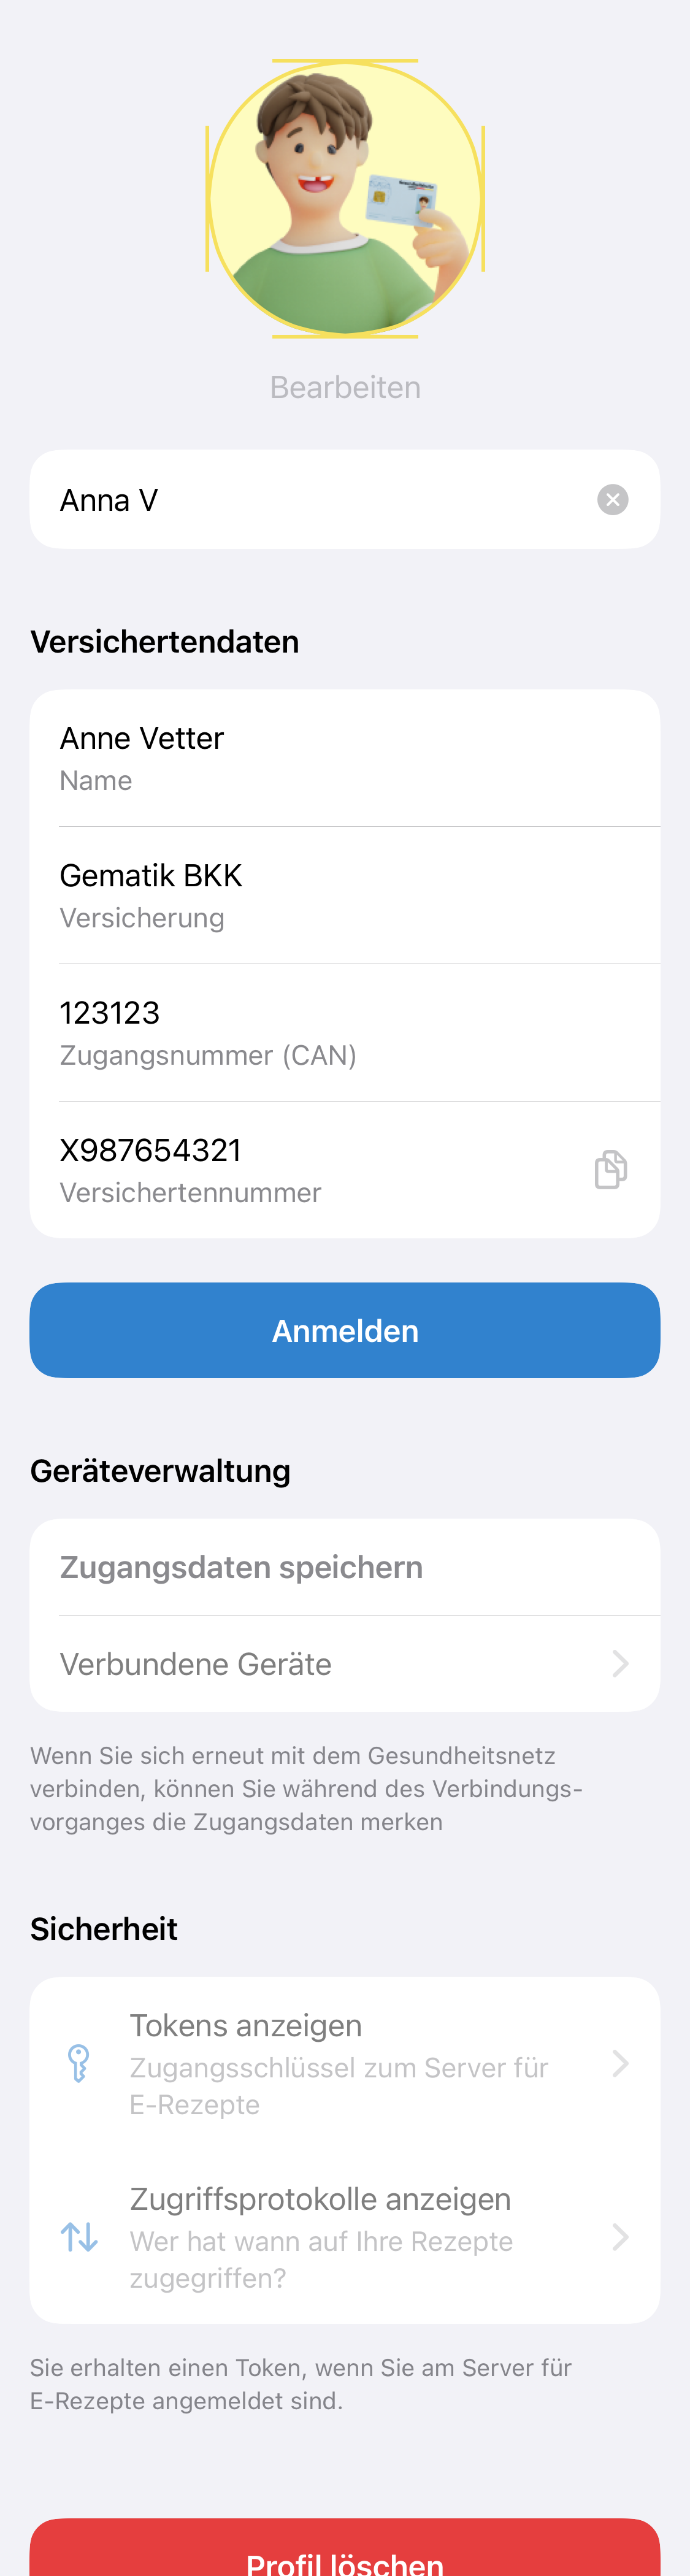 Bearbeiten
Anna V
Versichertendaten
Anne Vetter
Name
Gematik BKK
Versicherung
123123
Zugangsnummer (CAN)
X987654321
Versichertennummer
Anmelden
Geräteverwaltung
Zugangsdaten speichern
Verbundene Geräte
Wenn Sie sich erneut mit dem Gesundheitsnetz
verbinden, können Sie während des Verbindungs-
vorganges die Zugangsdaten merken
Sicherheit
Tokens anzeigen
Zugangsschlüssel zum Server für
E-Rezepte
Zugriffsprotokolle anzeigen
Wer hat wann auf Ihre Rezepte
zugegriffen?
Sie erhalten einen Token, wenn Sie am Server für
E-Rezepte angemeldet sind.
Profil löschen